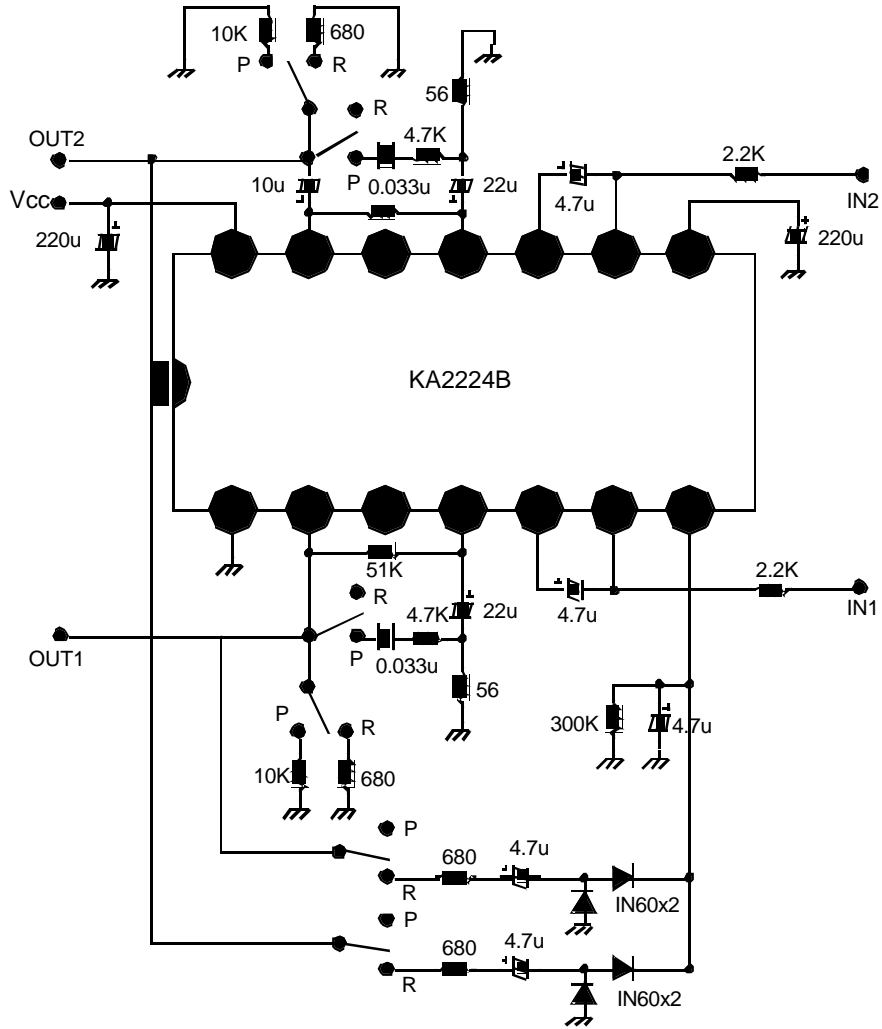 10K
680
P
R
56
R
OUT2
4.7K
2.2K
10u
P
0.033u
22u
4.7u
IN2
Vcc
220u
220u
KA2224B
51K
2.2K
R
4.7u
IN1
4.7K
22u
OUT1
P
0.033u
56
P
R
300K
4.7u
10K
680
P
680
4.7u
R
IN60x2
P
680
4.7u
R
IN60x2